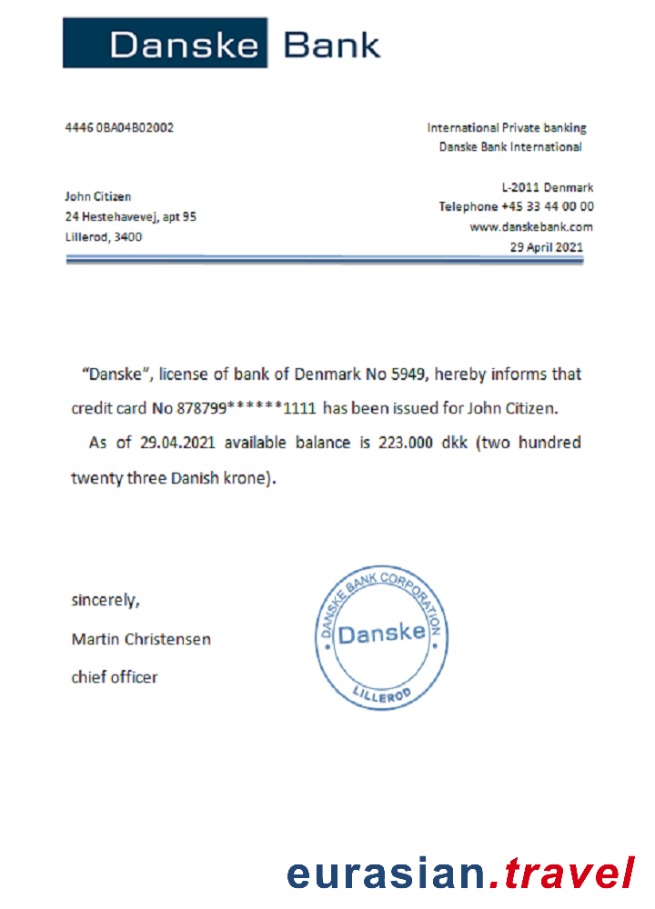 Danske Bank
4446 0BA04B02002
International Private banking
Danske Bank International
John Citizen
24 Hestehavevej, apt 95
Lillerod, 3400
L-2011 Denmark
Telephone +45 33 44 00 00
www.danskebank.com
29 April 2021
“Danske”, license of bank of Denmark No 5949, hereby informs that
credit card No 878799******1111 has been issued for John Citizen.
As of 29.04.2021 available balance is 223.000 dkk (two hundred
twenty three Danish krone).
sincerely,
Martin Christensen
chief officer
DANSKE BANK CORPORATION
Danske
LILLEROD
eurasian.travel